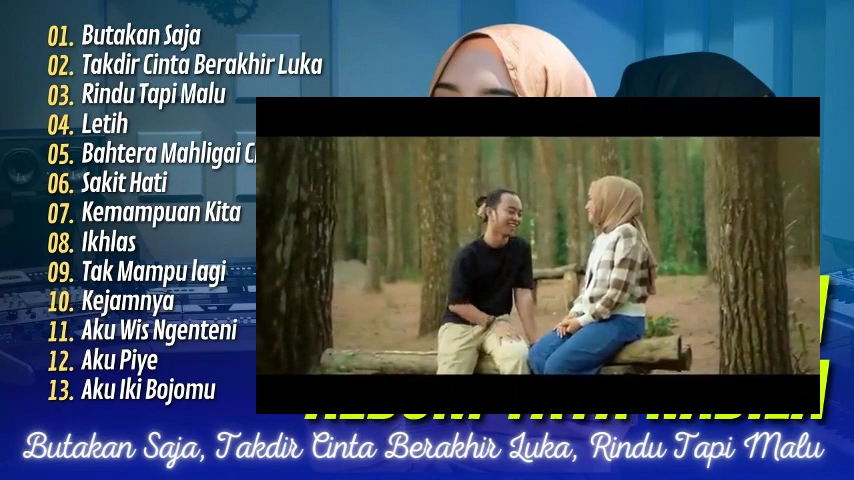 01. Butakan Saja
02. Takdir Cinta Berakhir Luka
03. Rindu Tapi Malu
04. Letih
05. Bahtera Mahligai
06. Sakit Hati
07. Kemampuan Kita
08. Ikhlas
09. Tak Mampu lagi
10. Kejamnya
11. Aku Wis Ngenteni
12. Aku Piye
13. Aku Iki Bojomu
Butakan Saja, Takdir Cinta Berakhir Luka, Rindu Tapi Malu